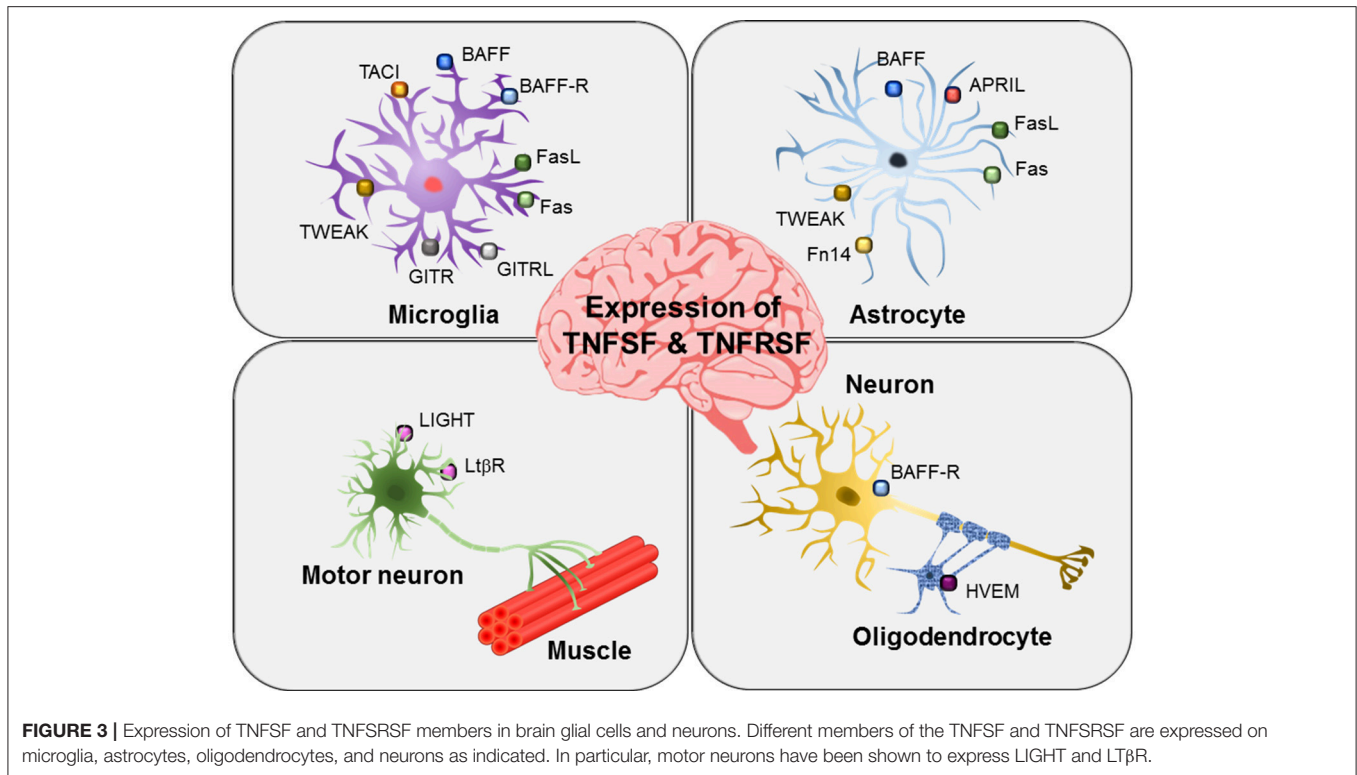 BAFF
TACI
BAFF-R
FasL
Fas
TWEAK
GITR
GITRL
Microglia
BAFF
APRIL
FasL
Fas
TWEAK
Fn14
Astrocyte
Expression of
TNFSF & TNFRSF
LIGHT
LtβR
Motor neuron
Muscle
Neuron
BAFF-R
HVEM
Oligodendrocyte
FIGURE 3 | Expression of TNFSF and TNFSRSF members in brain glial cells and neurons. Different members of the TNFSF and TNFSRSF are expressed on
microglia, astrocytes, oligodendrocytes, and neurons as indicated. In particular, motor neurons have been shown to express LIGHT and LTβR.